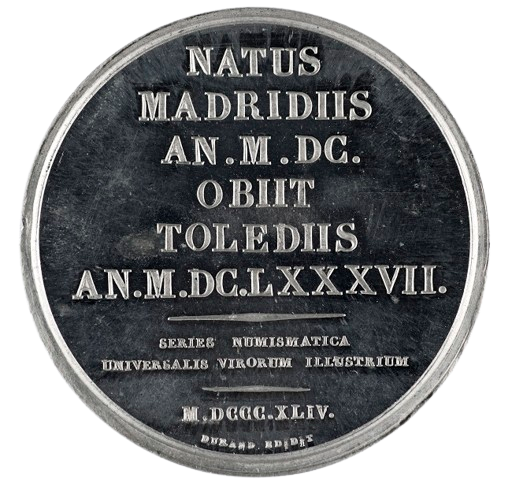 NATUS
MADRIDIIS
AN.M.DC.
OBIIT
TOLEDIIS
AN.M.DC.LXXXVII.
SERIES NUMISMATICA
UNIVERSALIS VIRORUM ILLUSTRIUM
M.DCCC.XLIV.
DURAND EDIDIT